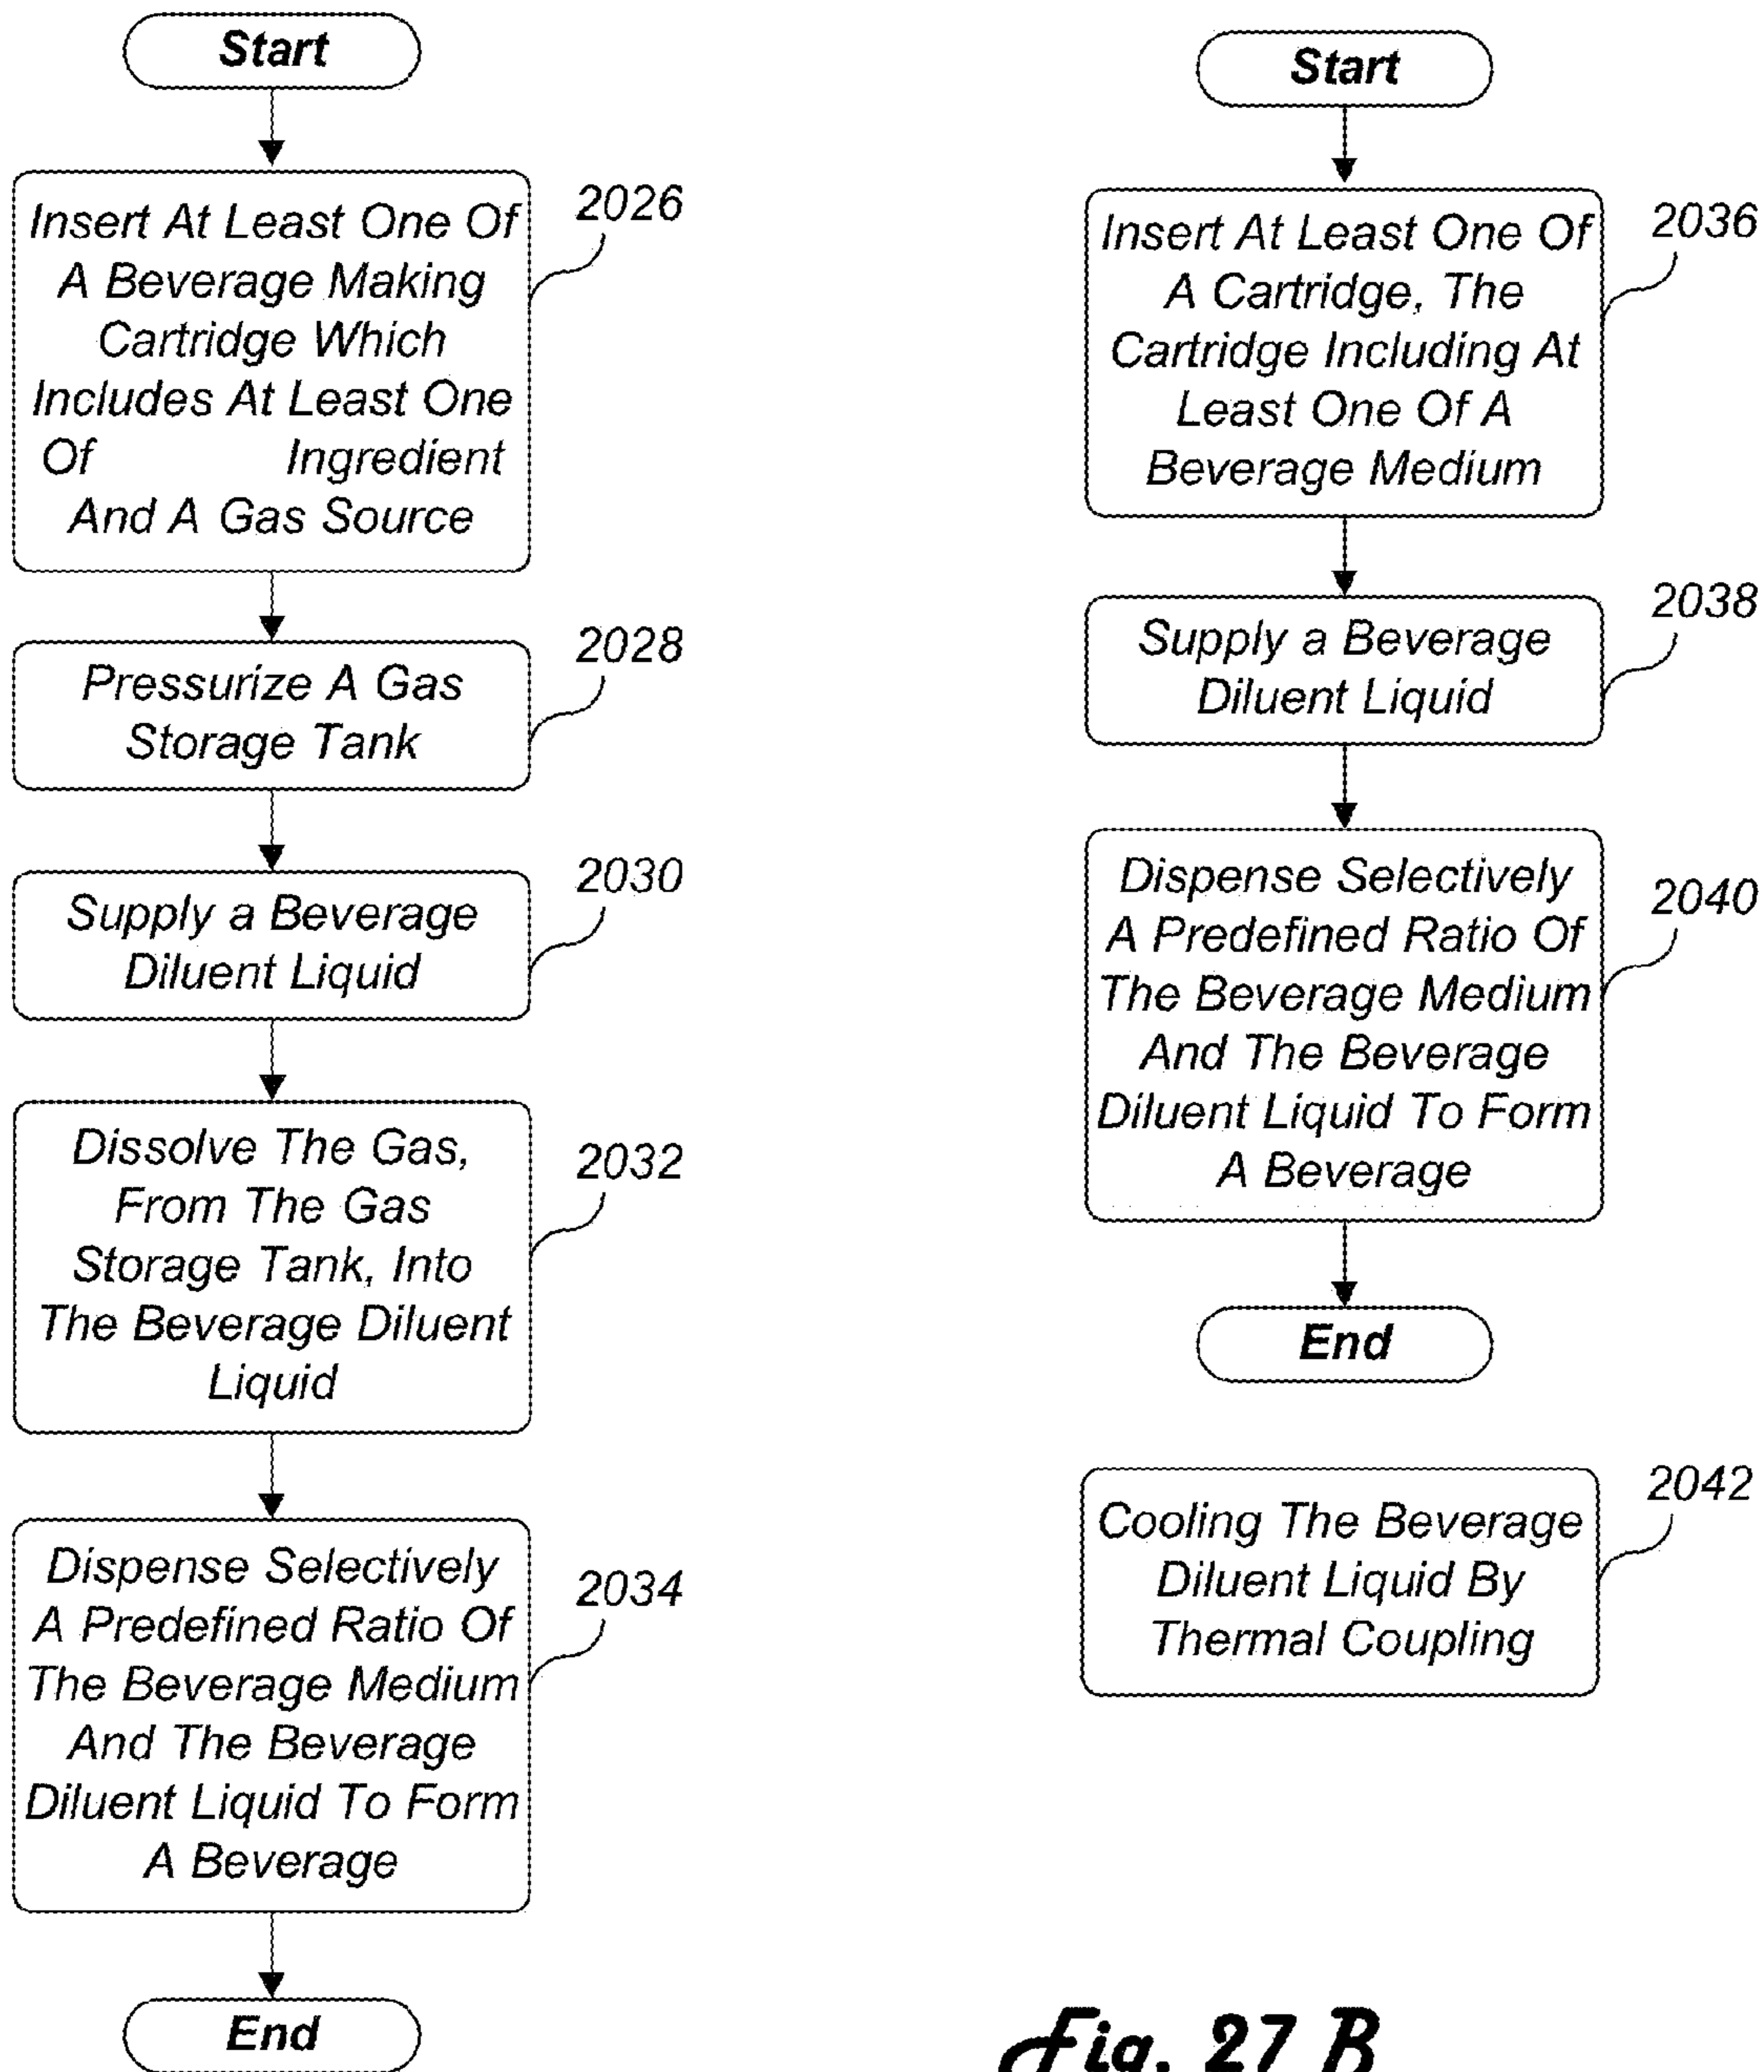 Start
Insert At Least One Of
A Beverage Making
Cartridge Which
Includes At Least One
Of Ingredient
And A Gas Source
2026
Pressurize A Gas
Storage Tank
2028
Supply a Beverage
Diluent Liquid
2030
Dissolve The Gas,
From The Gas
Storage Tank, Into
The Beverage Diluent
Liquid
2032
Dispense Selectively
A Predefined Ratio Of
The Beverage Medium
And The Beverage
Diluent Liquid To Form
A Beverage
2034
End
Start
Insert At Least One Of
A Cartridge, The
Cartridge Including At
Least One Of A
Beverage Medium
2036
Supply a Beverage
Diluent Liquid
2038
Dispense Selectively
A Predefined Ratio Of
The Beverage Medium
And The Beverage
Diluent Liquid To Form
A Beverage
2040
End
Cooling The Beverage
Diluent Liquid By
Thermal Coupling
2042
Fig. 27 B